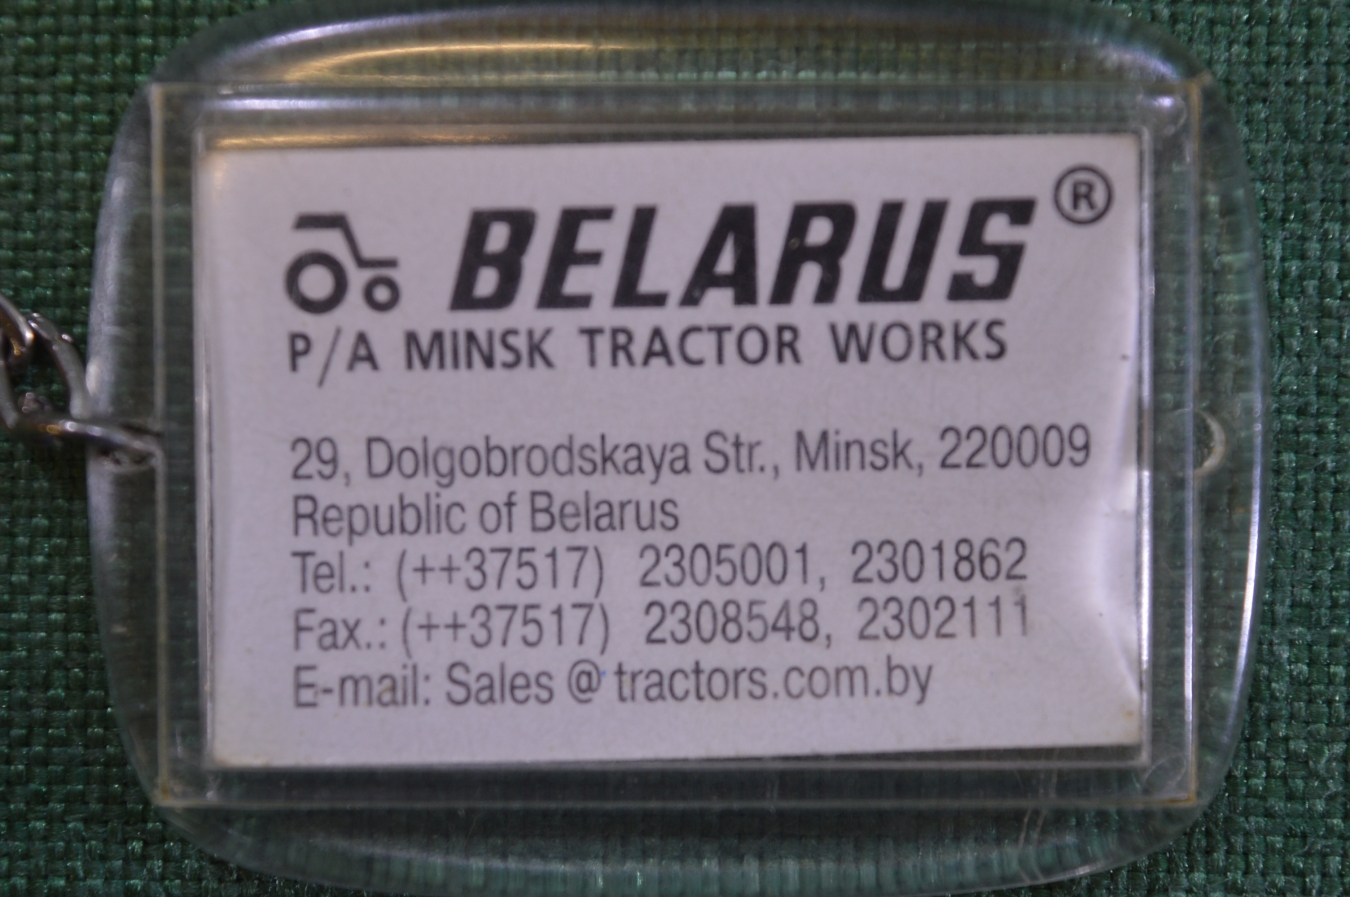 BELARUS ®
P/A MINSK TRACTOR WORKS
29, Dolgobrodskaya Str., Minsk, 220009
Republic of Belarus
Tel.: (++37517) 2305001, 2301862
Fax.: (++37517) 2308548, 2302111
E-mail: Sales @ tractors.com.by